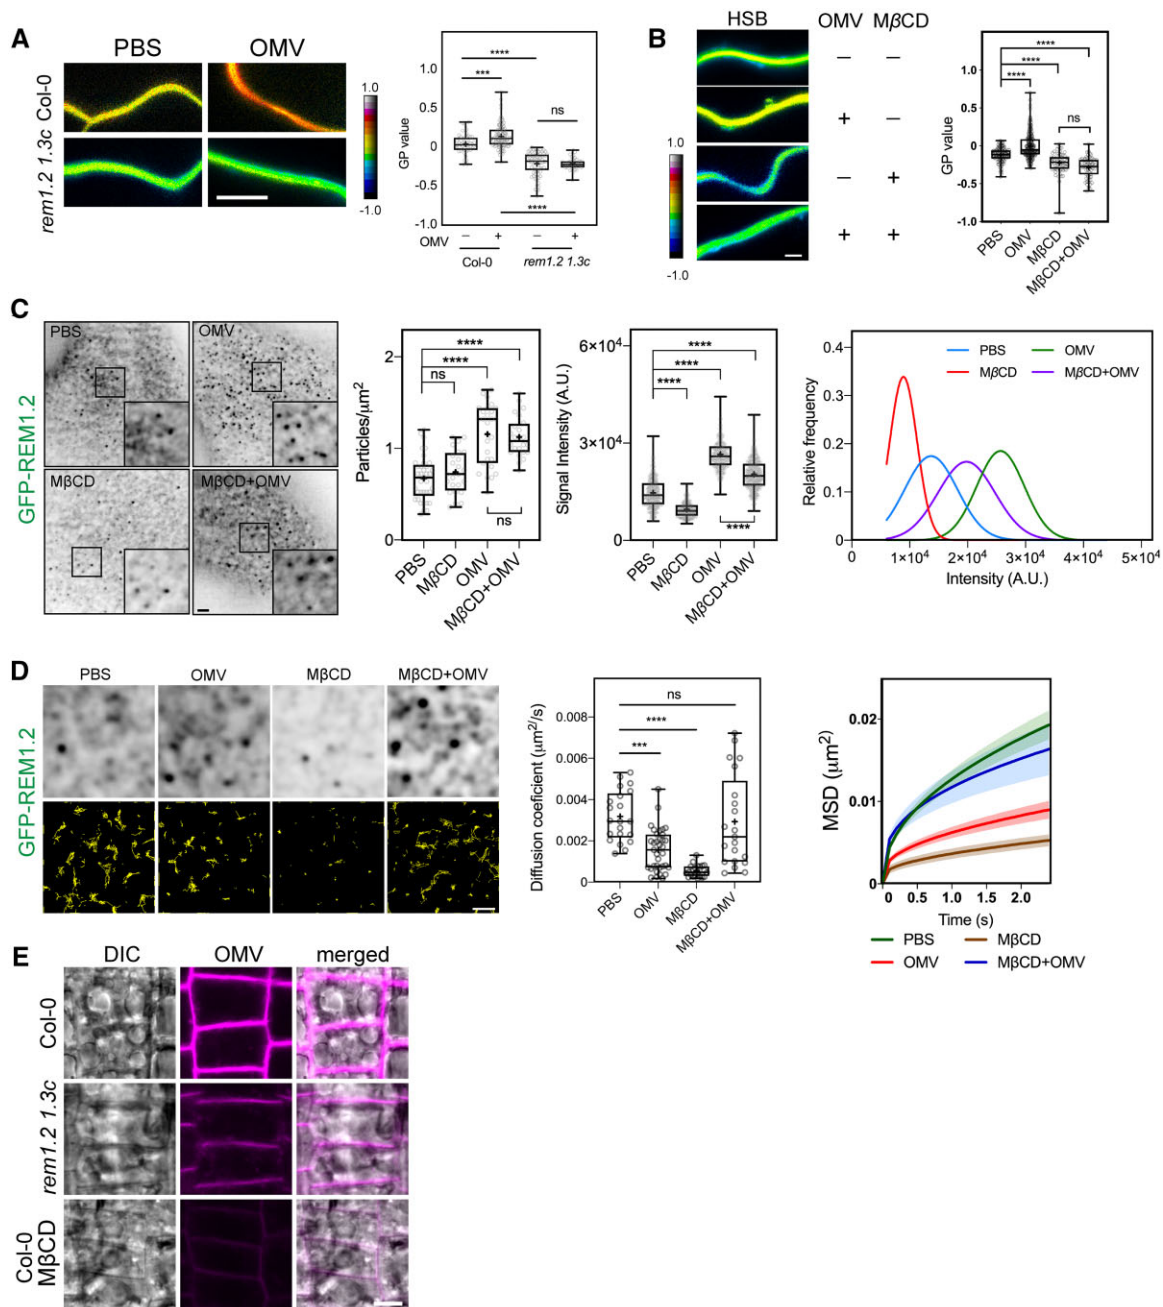 A
PBS
OMV
Col-0
rem1.2 1.3c
1.0
-1.0
GP value
1.0
0.5
0
-0.5
-1.0
****
***
ns
****
OMV
− + − +
Col-0
rem1.2 1.3c
B
HSB
OMV
MβCD
− −
+ −
− +
+ +
1.0
-1.0
GP value
1.0
0.5
0.0
-0.5
-1.0
****
****
****
ns
PBS
OMV
MβCD
MβCD+OMV
C
GFP-REM1.2
PBS
OMV
MβCD
MβCD+OMV
Particles/μm²
2
1
0
****
****
ns
ns
PBS
MβCD
OMV
MβCD+OMV
Signal Intensity (A.U.)
6×10⁴
3×10⁴
0
****
****
****
****
PBS
MβCD
OMV
MβCD+OMV
Relative frequency
0.4
0.3
0.2
0.1
0
PBS
OMV
MβCD
MβCD+OMV
0 1×10⁴ 2×10⁴ 3×10⁴ 4×10⁴ 5×10⁴
Intensity (A.U.)
D
GFP-REM1.2
PBS
OMV
MβCD
MβCD+OMV
Diffusion coeficient (μm²/s)
0.008
0.006
0.004
0.002
0
ns
****
***
PBS
OMV
MβCD
MβCD+OMV
MSD (μm²)
0.02
0.01
0
0 0.5 1.0 1.5 2.0
Time (s)
PBS
MβCD
OMV
MβCD+OMV
E
DIC
OMV
merged
Col-0
rem1.2 1.3c
Col-0
MβCD